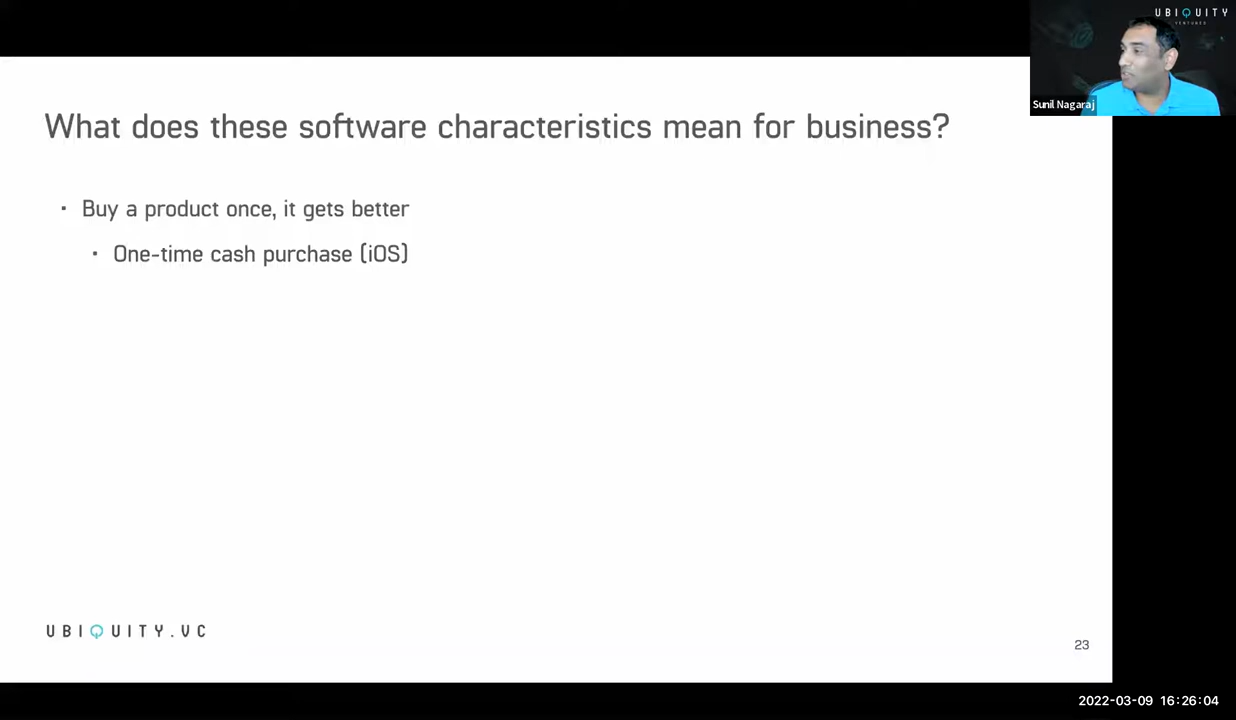 UBIQUITY
VENTURES
Sunil Nagaraj
What does these software characteristics mean for business?
· Buy a product once, it gets better
· One-time cash purchase (iOS)
UBIQUITY.VC
23
2022-03-09 16:26:04